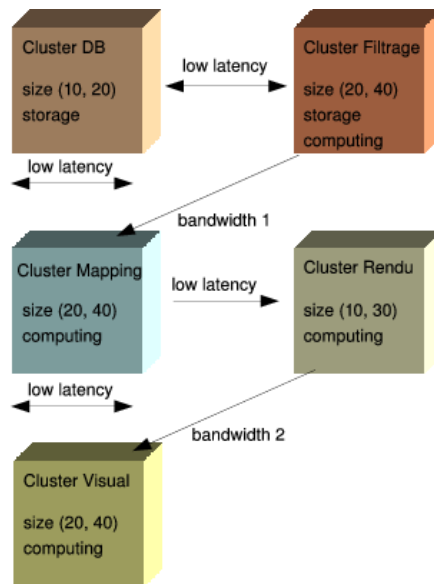 Cluster DB
size (10, 20)
storage
low latency
Cluster Filtrage
size (20, 40)
storage
computing
low latency
bandwidth 1
Cluster Mapping
size (20, 40)
computing
low latency
Cluster Rendu
size (10, 30)
computing
low latency
bandwidth 2
Cluster Visual
size (20, 40)
computing